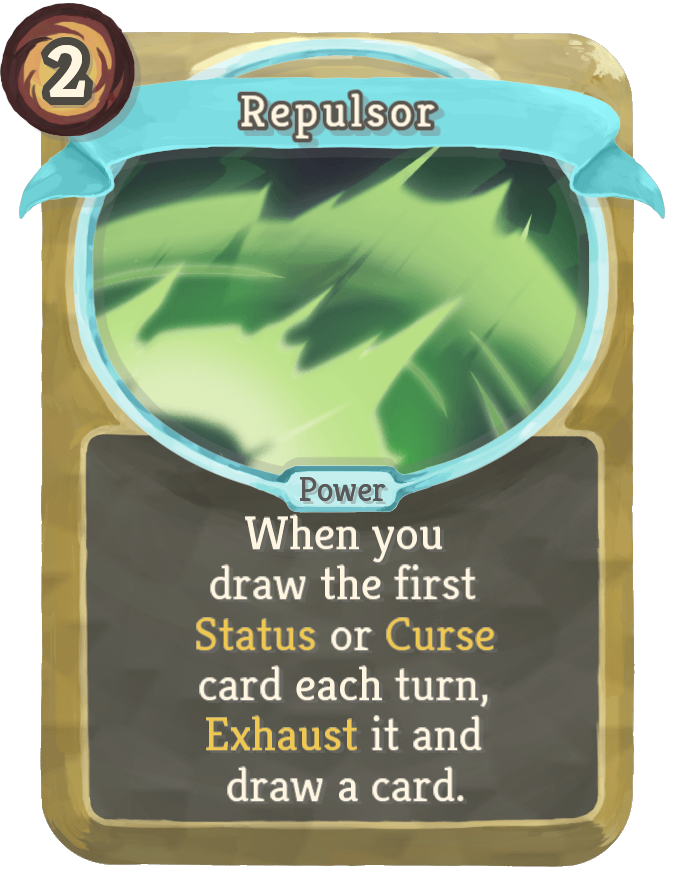 2
Repulsor
Power
When you
draw the first
Status or Curse
card each turn,
Exhaust it and
draw a card.